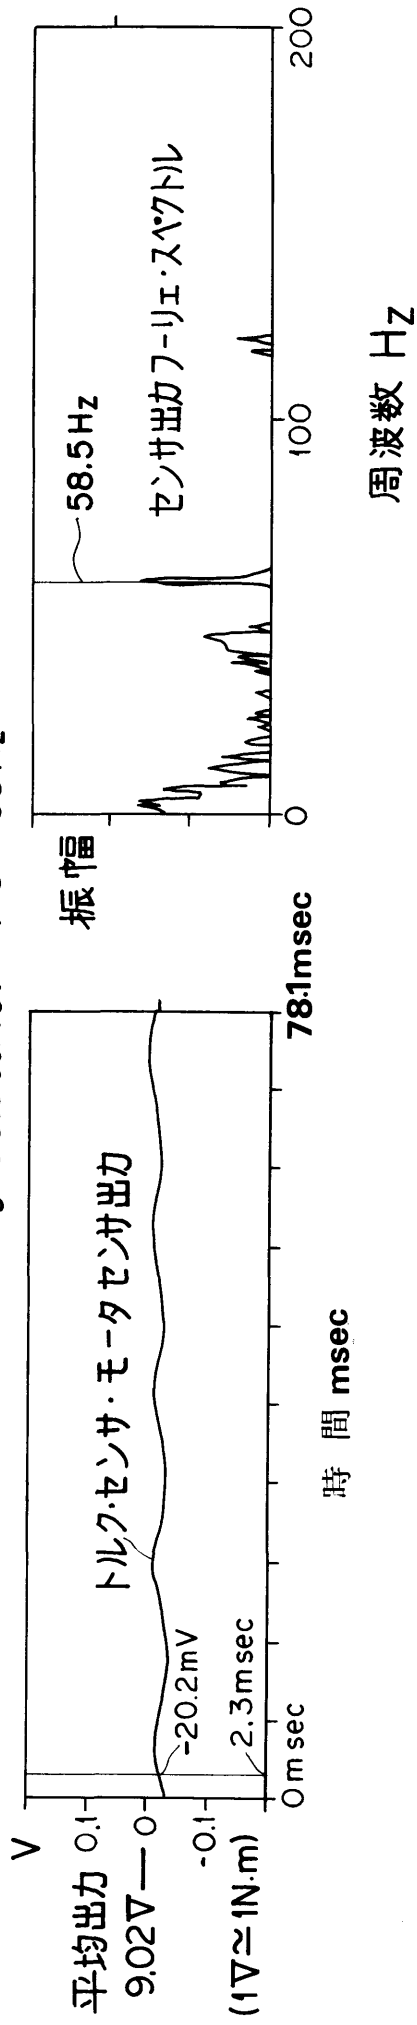 V
平均出力 0.1
9.02V — 0
-0.1
(1V≃1N·m)
トルク·センサ·モータセンサ出力
-20.2mV
2.3msec
0msec
78.1msec
時間 msec
振幅
58.5Hz
センサ出力フーリェ·スペクトル
0
100
200
周波数 Hz